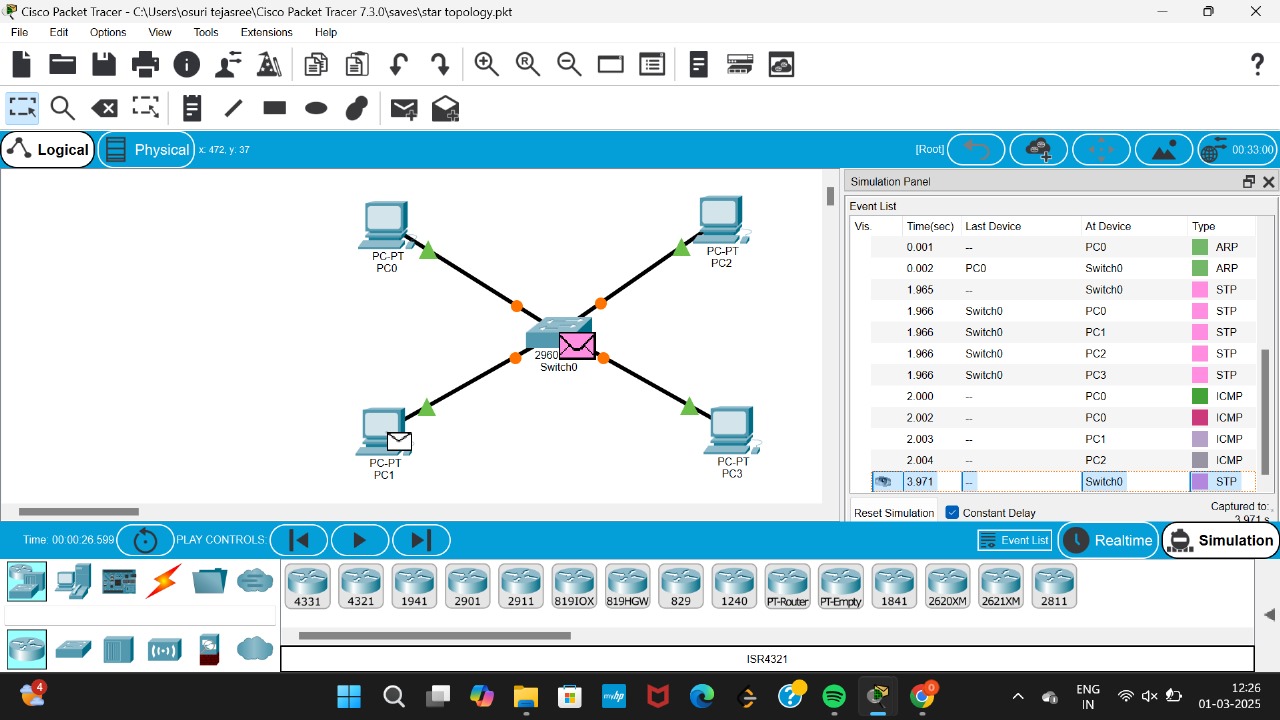 Cisco Packet Tracer - C:\Users\osuri tejasree\Cisco Packet Tracer 7.3.0\saves\star topology.pkt
File Edit Options View Tools Extensions Help
R
?
Logical Physical x: 472, y: 37 [Root] 00:33:00
Simulation Panel
Event List
Vis. Time(sec) Last Device At Device Type
0.001 -- PC0 ARP
0.002 PC0 Switch0 ARP
1.965 -- Switch0 STP
1.966 Switch0 PC0 STP
1.966 Switch0 PC1 STP
1.966 Switch0 PC2 STP
1.966 Switch0 PC3 STP
2.000 -- PC0 ICMP
2.002 -- PC0 ICMP
2.003 -- PC1 ICMP
2.004 -- PC2 ICMP
3.971 -- Switch0 STP
Reset Simulation Constant Delay Captured to:
3.971 s
PC-PT
PC0
PC-PT
PC2
2960
Switch0
PC-PT
PC1
PC-PT
PC3
Time: 00:00:26.599 PLAY CONTROLS: Event List Realtime Simulation
4331 4321 1941 2901 2911 819IOX 819HGW 829 1240 PT-Router PT-Empty 1841 2620XM 2621XM 2811
ISR4321
4
myhp
0
ENG
IN
12:26
01-03-2025